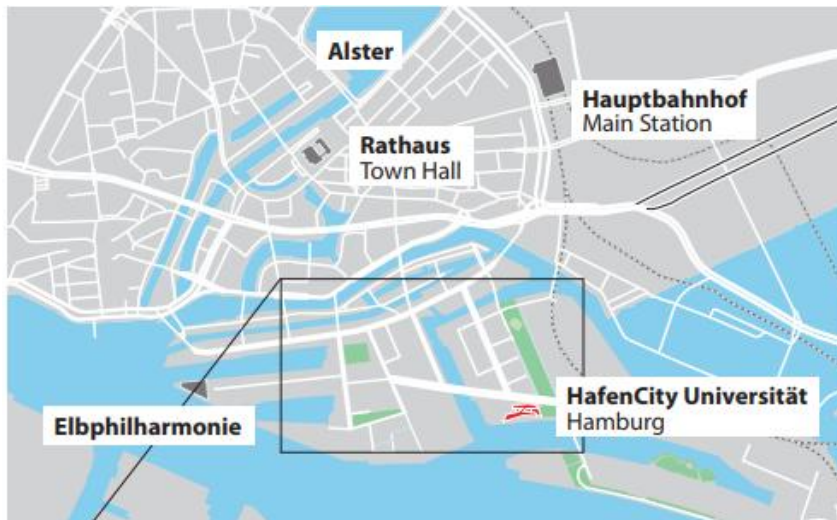 Alster
Hauptbahnhof
Main Station
Rathaus
Town Hall
HafenCity Universität
Hamburg
Elbphilharmonie